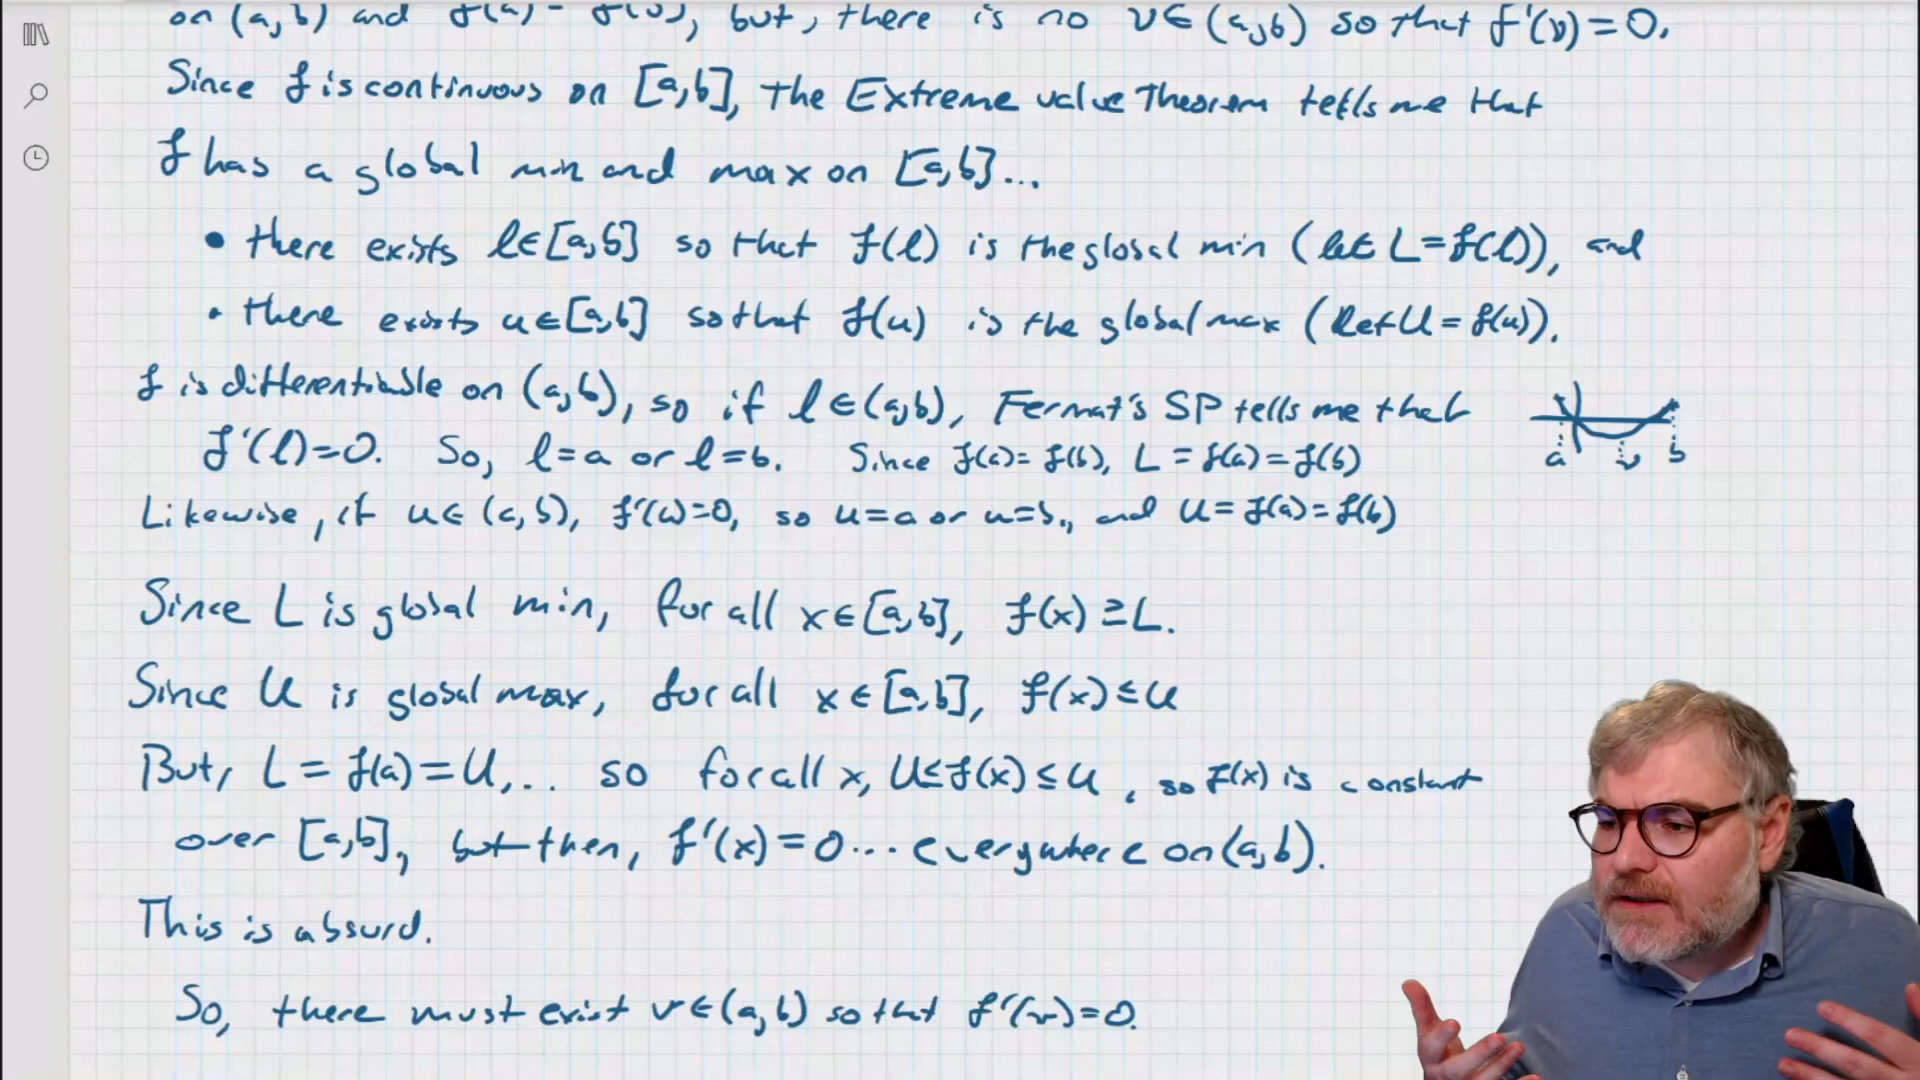 on (a,b) and f(a) = f(b), but, there is no v∈(a,b) so that f'(v)=0.
Since f is continuous on [a,b], the Extreme value Theorem tells me that
f has a global min and max on [a,b]...
• there exists l∈[a,b] so that f(l) is the global min (let L=f(l)), and
• there exists u∈[a,b] so that f(u) is the global max (let U = f(u)).
f is differentiable on (a,b), so if l∈(a,b), Fermat's SP tells me that
f'(l)=0. So, l=a or l=b. Since f(a)=f(b), L = f(a)=f(b)
a v b
Likewise, if u∈(a,b), f'(u)=0, so u=a or u=b, and U=f(a)=f(b)
Since L is global min, for all x∈[a,b], f(x)≥L.
Since U is global max, for all x∈[a,b], f(x)≤U
But, L=f(a)=U,... so for all x, U≤f(x)≤U, so f(x) is constant
over [a,b], but then, f'(x)=0... everywhere on (a,b).
This is absurd.
So, there must exist v∈(a,b) so that f'(v)=0.